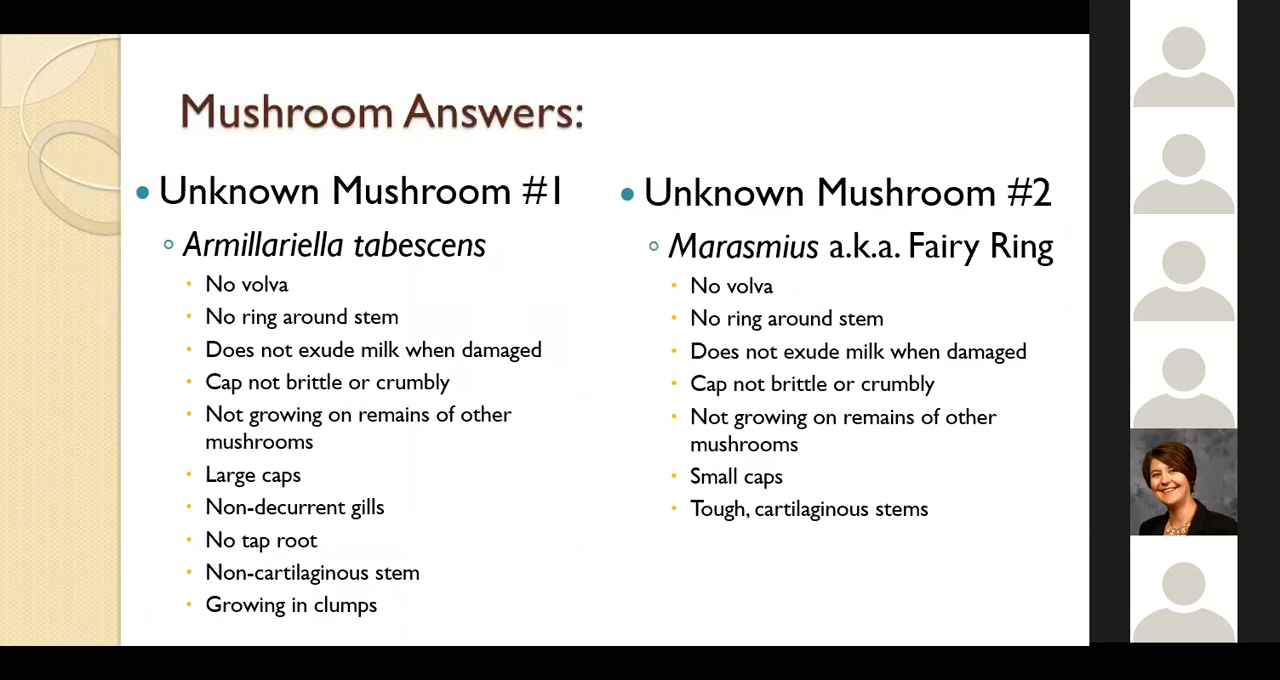 Mushroom Answers:
• Unknown Mushroom #1
◦ Armillariella tabescens
• No volva
• No ring around stem
• Does not exude milk when damaged
• Cap not brittle or crumbly
• Not growing on remains of other
mushrooms
• Large caps
• Non-decurrent gills
• No tap root
• Non-cartilaginous stem
• Growing in clumps
• Unknown Mushroom #2
◦ Marasmius a.k.a. Fairy Ring
• No volva
• No ring around stem
• Does not exude milk when damaged
• Cap not brittle or crumbly
• Not growing on remains of other
mushrooms
• Small caps
• Tough, cartilaginous stems